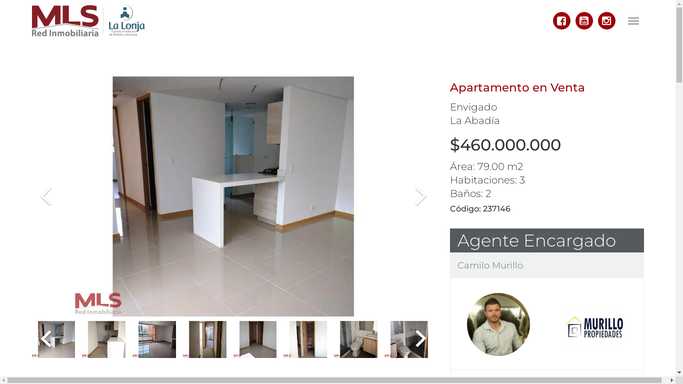 MLS
Red Inmobiliaria
La Lonja
Apartamento en Venta
Envigado
La Abadía
$460.000.000
Área: 79.00 m2
Habitaciones: 3
Baños: 2
Código: 237146
Agente Encargado
Camilo Murillo
MURILLO
PROPIEDADES
MLS
Red Inmobiliaria